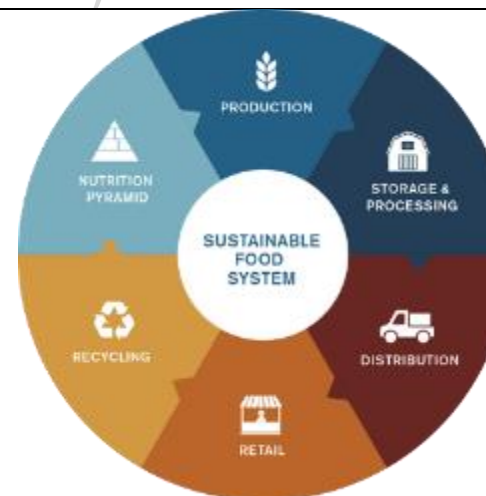 SUSTAINABLE
FOOD
SYSTEM
PRODUCTION
STORAGE &
PROCESSING
DISTRIBUTION
RETAIL
RECYCLING
NUTRITION
PYRAMID